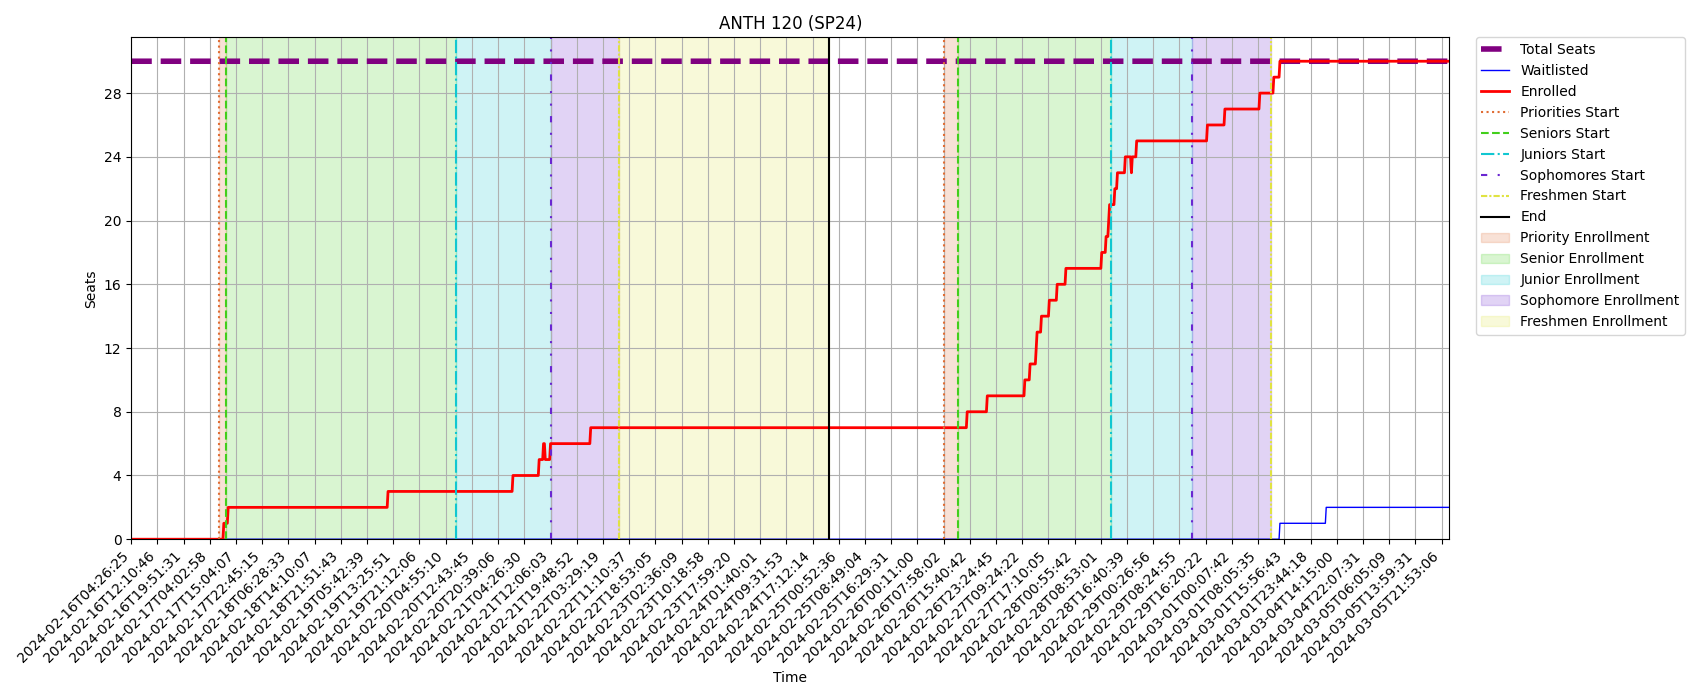 ANTH 120 (SP24)
Seats
28
24
20
16
12
8
4
0
2024-02-16T04:26:25
2024-02-16T12:10:46
2024-02-16T19:51:31
2024-02-17T04:02:58
2024-02-17T15:04:07
2024-02-17T22:45:15
2024-02-18T06:28:33
2024-02-18T14:10:07
2024-02-18T21:51:43
2024-02-19T05:42:39
2024-02-19T13:25:51
2024-02-19T21:12:06
2024-02-20T04:55:10
2024-02-20T12:43:45
2024-02-20T20:39:06
2024-02-21T04:26:30
2024-02-21T12:06:03
2024-02-21T19:48:52
2024-02-22T03:29:19
2024-02-22T11:10:37
2024-02-22T18:53:05
2024-02-23T02:36:09
2024-02-23T10:18:58
2024-02-23T17:59:20
2024-02-24T01:40:01
2024-02-24T09:31:53
2024-02-24T17:12:14
2024-02-25T00:52:36
2024-02-25T08:49:04
2024-02-25T16:29:31
2024-02-26T00:11:00
2024-02-26T07:58:02
2024-02-26T15:40:42
2024-02-26T23:24:45
2024-02-27T09:24:22
2024-02-27T17:10:05
2024-02-28T00:55:42
2024-02-28T08:53:01
2024-02-28T16:40:39
2024-02-29T00:26:56
2024-02-29T08:24:55
2024-02-29T16:20:22
2024-03-01T00:07:42
2024-03-01T08:05:35
2024-03-01T15:56:43
2024-03-01T23:44:18
2024-03-04T14:15:00
2024-03-04T22:07:31
2024-03-05T06:05:09
2024-03-05T13:59:31
2024-03-05T21:53:06
Time
Total Seats
Waitlisted
Enrolled
Priorities Start
Seniors Start
Juniors Start
Sophomores Start
Freshmen Start
End
Priority Enrollment
Senior Enrollment
Junior Enrollment
Sophomore Enrollment
Freshmen Enrollment